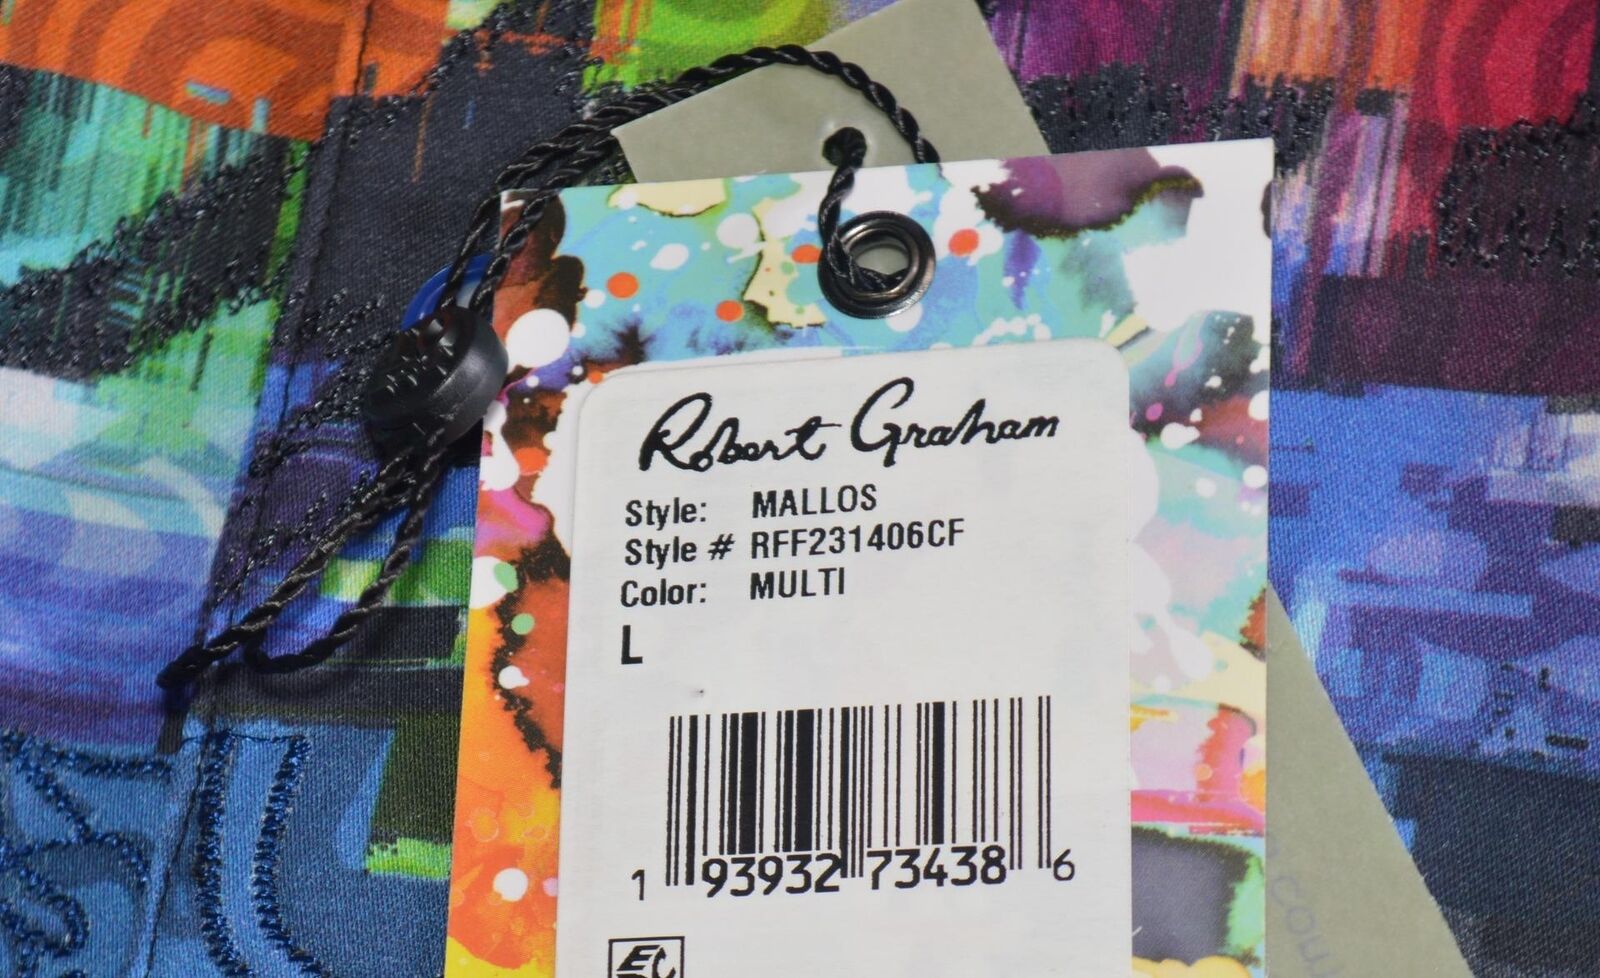 Robert Graham
Style: MALLOS
Style # RFF231406CF
Color: MULTI
L
1 93932 73438 6